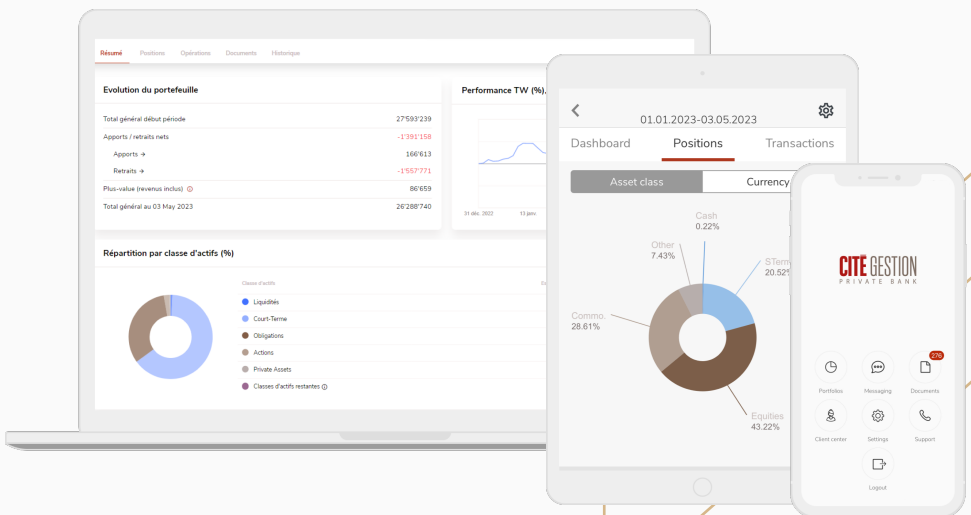 Résumé Positions Opérations Documents Historique
Evolution du portefeuille
Total général début période 27'593'239
Apports / retraits nets -1'391'158
Apports → 166'613
Retraits → -1'557'771
Plus-value (revenus inclus) 86'659
Total général au 03 May 2023 26'288'740
Performance TW (%),
31 déc. 2022 13 janv.
Répartition par classe d'actifs (%)
Classe d'actifs
Liquidités
Court-Terme
Obligations
Actions
Private Assets
Classes d'actifs restantes
01.01.2023-03.05.2023
Dashboard Positions Transactions
Asset class Currency
Cash
0.22%
Other
7.43%
STerm
20.52%
Commo.
28.61%
Equities
43.22%
CITÉ GESTION
PRIVATE BANK
276
Portfolios Messaging Documents
Client center Settings Support
Logout